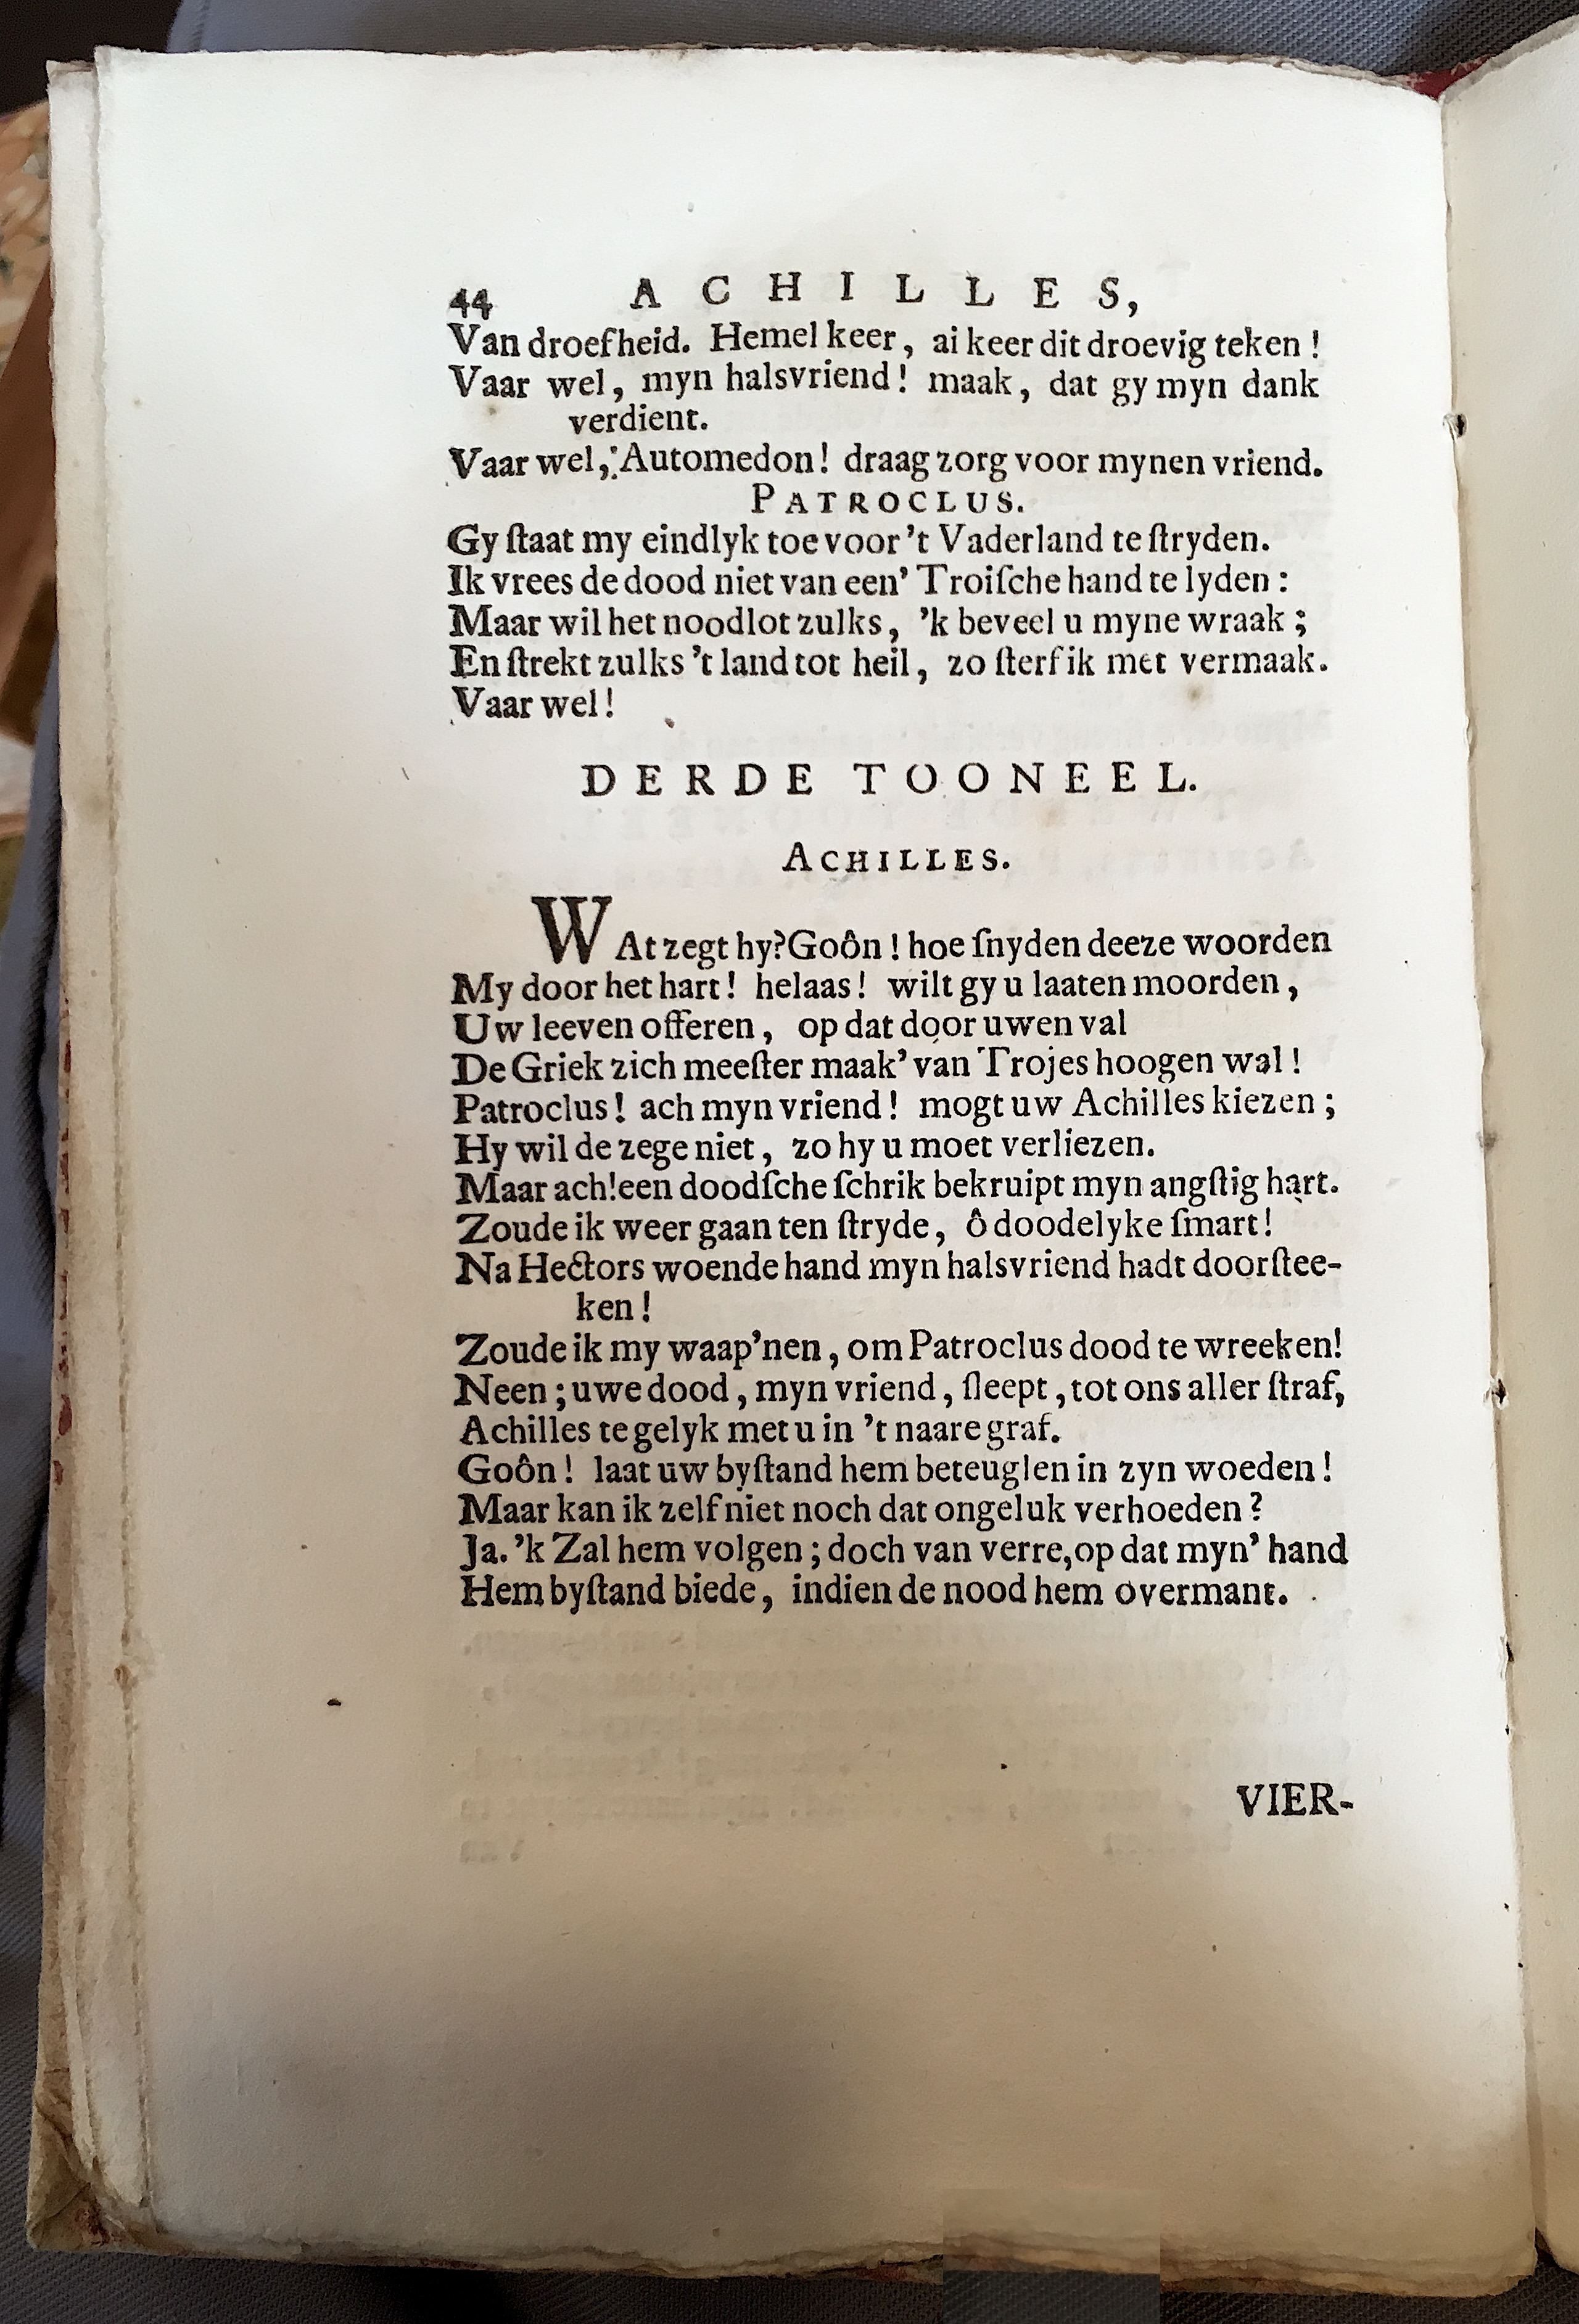 44 ACHILLES,
Van droefheid. Hemel keer, ai keer dit droevig teken!
Vaar wel, myn halsvriend! maak, dat gy myn dank
verdient.
Vaar wel, Automedon! draag zorg voor mynen vriend.
PATROCLUS.
Gy ſtaat my eindlyk toe voor 't Vaderland te ſtryden.
Ik vrees de dood niet van een' Troiſche hand te lyden:
Maar wil het noodlot zulks, 'k beveel u myne wraak;
En ſtrekt zulks 't land tot heil, zo ſterf ik met vermaak.
Vaar wel!
DERDE TOONEEL.
ACHILLES.
WAt zegt hy? Goôn! hoe ſnyden deeze woorden
My door het hart! helaas! wilt gy u laaten moorden,
Uw leeven offeren, op dat door uwen val
De Griek zich meeſter maak' van Trojes hoogen wal!
Patroclus! ach myn vriend! mogt uw Achilles kiezen;
Hy wil de zege niet, zo hy u moet verliezen.
Maar ach! een doodſche ſchrik bekruipt myn angſtig hart.
Zoude ik weer gaan ten ſtryde, ô doodelyke ſmart!
Na Hectors woende hand myn halsvriend hadt doorſtee-
ken!
Zoude ik my waap'nen, om Patroclus dood te wreeken!
Neen; uwe dood, myn vriend, ſleept, tot ons aller ſtraf,
Achilles te gelyk met u in 't naare graf.
Goôn! laat uw byſtand hem beteuglen in zyn woeden!
Maar kan ik zelf niet noch dat ongeluk verhoeden?
Ja. 'k Zal hem volgen; doch van verre, op dat myn' hand
Hem byſtand biede, indien de nood hem overmant.
VIER-